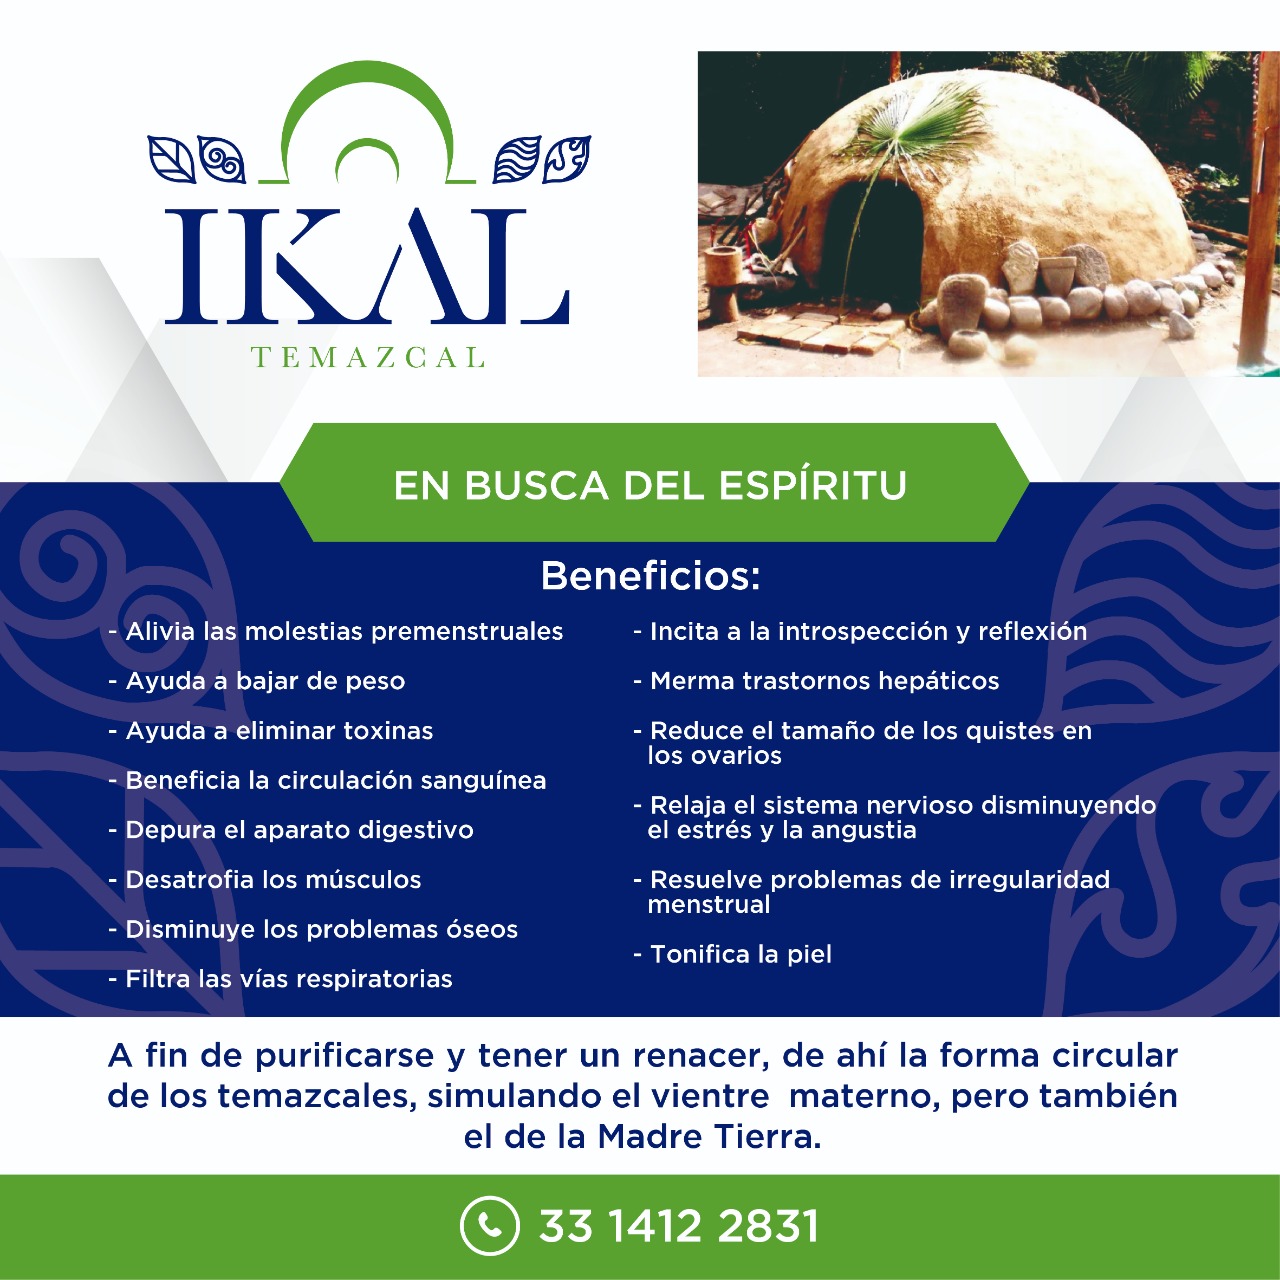 IKAL
TEMAZCAL
EN BUSCA DEL ESPÍRITU
Beneficios:
- Alivia las molestias premenstruales
- Ayuda a bajar de peso
- Ayuda a eliminar toxinas
- Beneficia la circulación sanguínea
- Depura el aparato digestivo
- Desatrofia los músculos
- Disminuye los problemas óseos
- Filtra las vías respiratorias
- Incita a la introspección y reflexión
- Merma trastornos hepáticos
- Reduce el tamaño de los quistes en
los ovarios
- Relaja el sistema nervioso disminuyendo
el estrés y la angustia
- Resuelve problemas de irregularidad
menstrual
- Tonifica la piel
A fin de purificarse y tener un renacer, de ahí la forma circular
de los temazcales, simulando el vientre materno, pero también
el de la Madre Tierra.
33 1412 2831